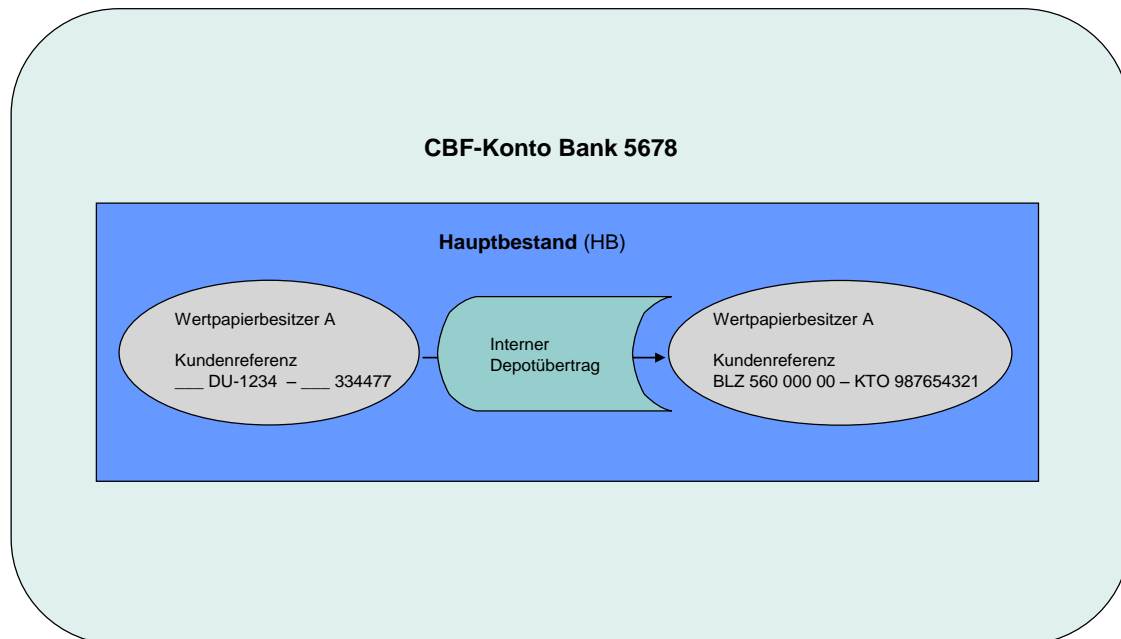 CBF-Konto Bank 5678
Hauptbestand (HB)
Wertpapierbesitzer A
Kundenreferenz
___ DU-1234 – ___ 334477
Interner
Depotübertrag
Wertpapierbesitzer A
Kundenreferenz
BLZ 560 000 00 – KTO 987654321